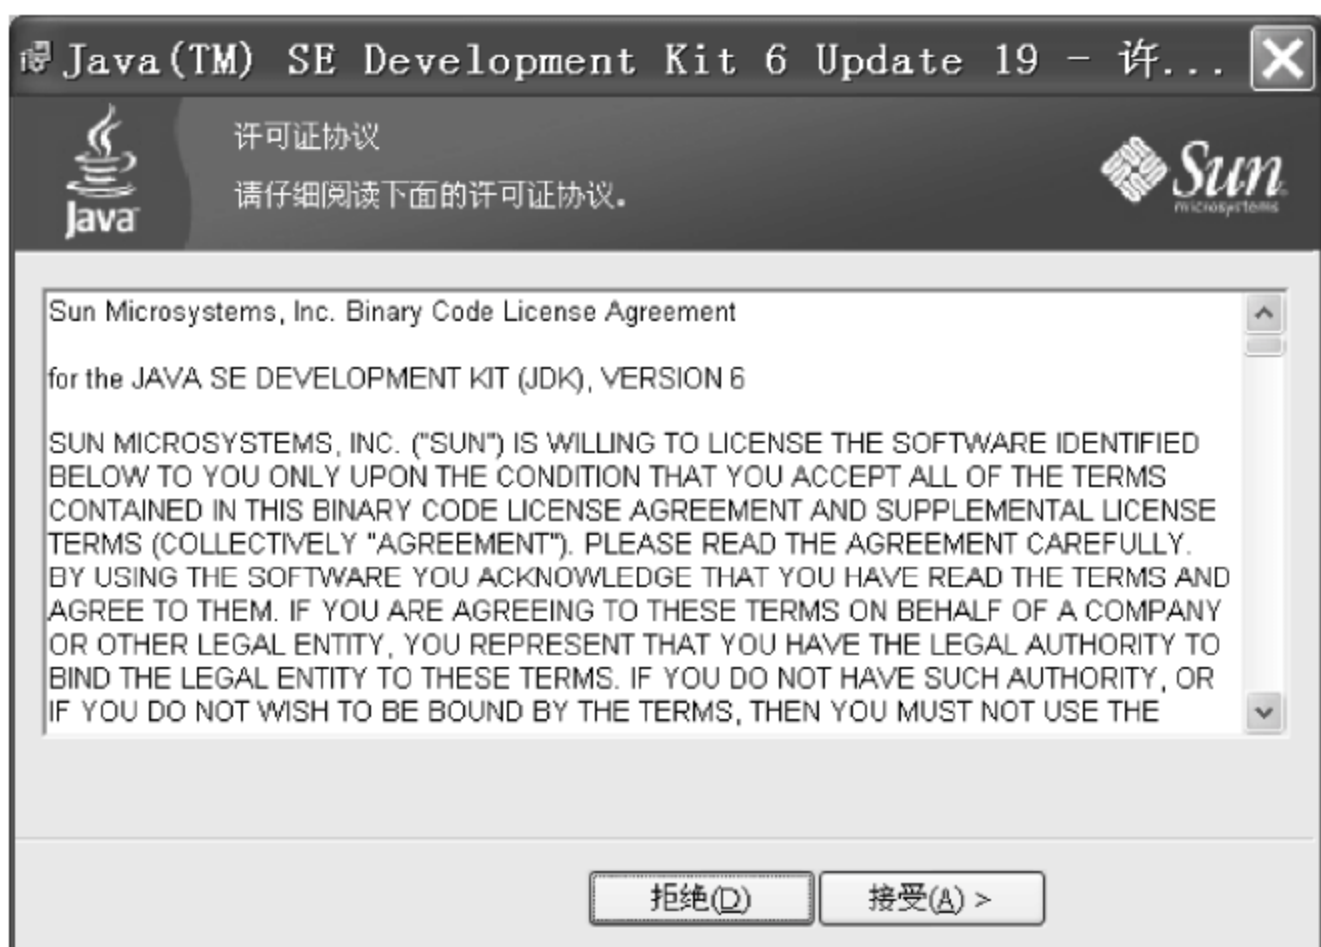 Java(TM) SE Development Kit 6 Update 19 - 许...
许可证协议
请仔细阅读下面的许可证协议。
Java
Sun
microsystems
Sun Microsystems, Inc. Binary Code License Agreement
for the JAVA SE DEVELOPMENT KIT (JDK), VERSION 6
SUN MICROSYSTEMS, INC. ("SUN") IS WILLING TO LICENSE THE SOFTWARE IDENTIFIED
BELOW TO YOU ONLY UPON THE CONDITION THAT YOU ACCEPT ALL OF THE TERMS
CONTAINED IN THIS BINARY CODE LICENSE AGREEMENT AND SUPPLEMENTAL LICENSE
TERMS (COLLECTIVELY "AGREEMENT"). PLEASE READ THE AGREEMENT CAREFULLY.
BY USING THE SOFTWARE YOU ACKNOWLEDGE THAT YOU HAVE READ THE TERMS AND
AGREE TO THEM. IF YOU ARE AGREEING TO THESE TERMS ON BEHALF OF A COMPANY
OR OTHER LEGAL ENTITY, YOU REPRESENT THAT YOU HAVE THE LEGAL AUTHORITY TO
BIND THE LEGAL ENTITY TO THESE TERMS. IF YOU DO NOT HAVE SUCH AUTHORITY, OR
IF YOU DO NOT WISH TO BE BOUND BY THE TERMS, THEN YOU MUST NOT USE THE
拒绝(D)
接受(A) >